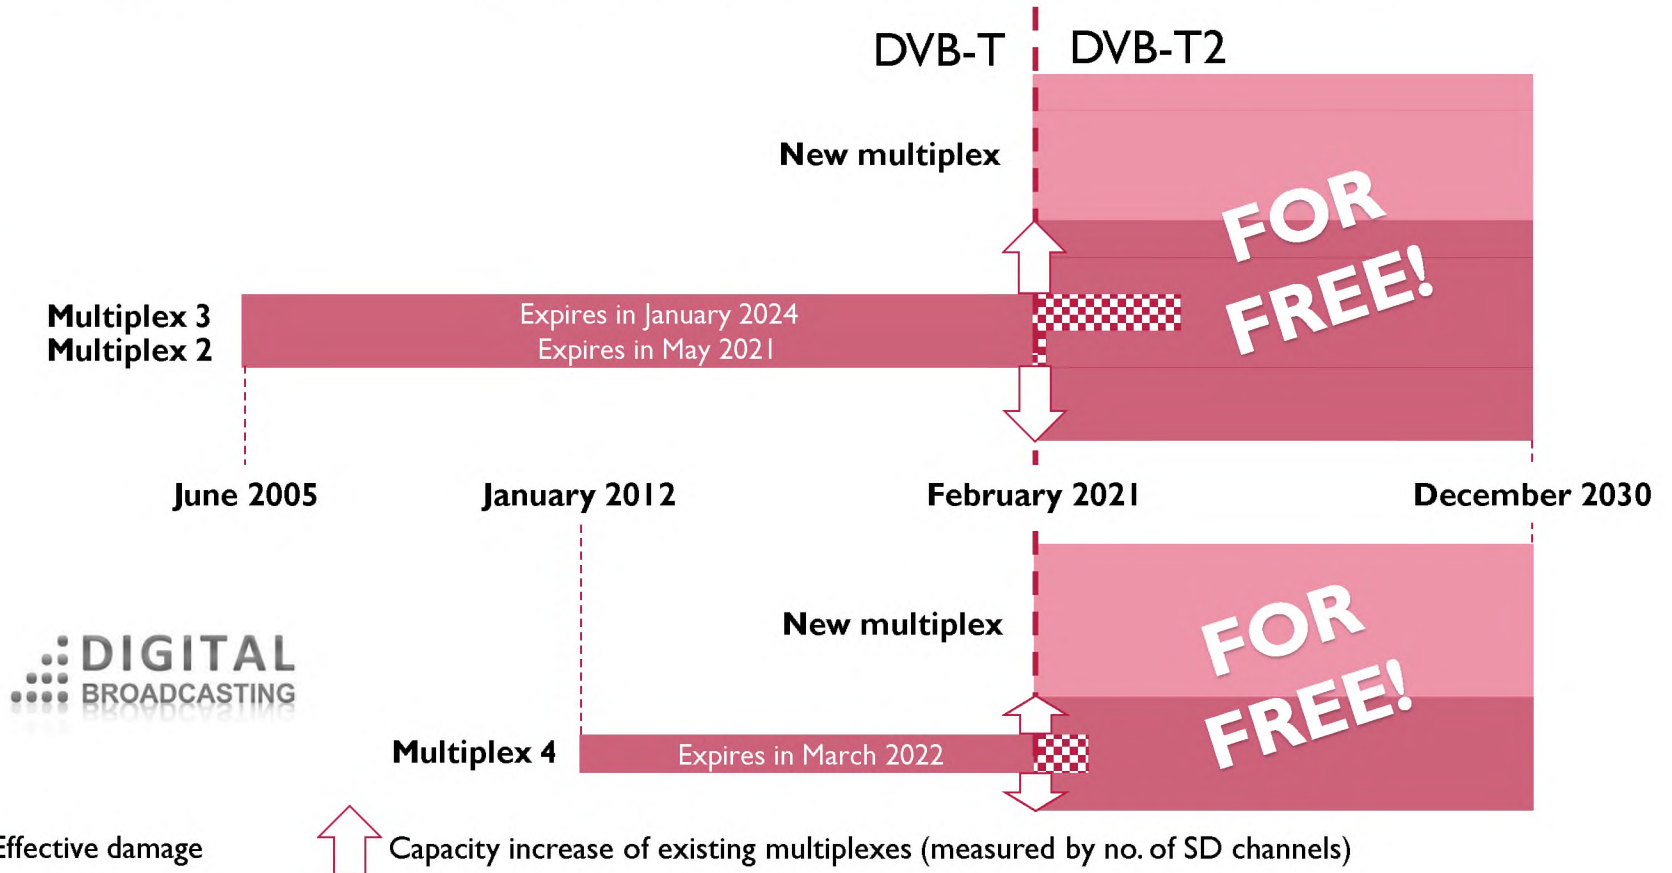 DVB-T
DVB-T2
New multiplex
FOR
FREE!
Multiplex 3
Expires in January 2024
Multiplex 2
Expires in May 2021
June 2005
January 2012
February 2021
December 2030
New multiplex
FOR
FREE!
DIGITAL
BROADCASTING
Multiplex 4
Expires in March 2022
Effective damage
Capacity increase of existing multiplexes (measured by no. of SD channels)